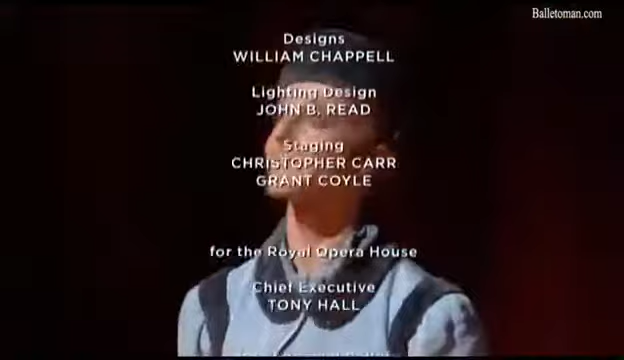 Balletoman.com
Designs
WILLIAM CHAPPELL
Lighting Design
JOHN B. READ
Staging
CHRISTOPHER CARR
GRANT COYLE
for the Royal Opera House
Chief Executive
TONY HALL